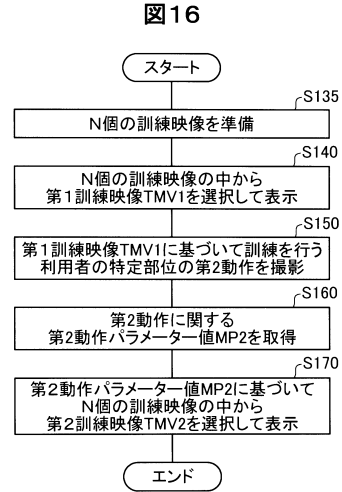 図16
スタート
S135
N個の訓練映像を準備
S140
N個の訓練映像の中から
第1訓練映像TMV1を選択して表示
S150
第1訓練映像TMV1に基づいて訓練を行う
利用者の特定部位の第2動作を撮影
S160
第2動作に関する
第2動作パラメーター値MP2を取得
S170
第2動作パラメーター値MP2に基づいて
N個の訓練映像の中から
第2訓練映像TMV2を選択して表示
エンド